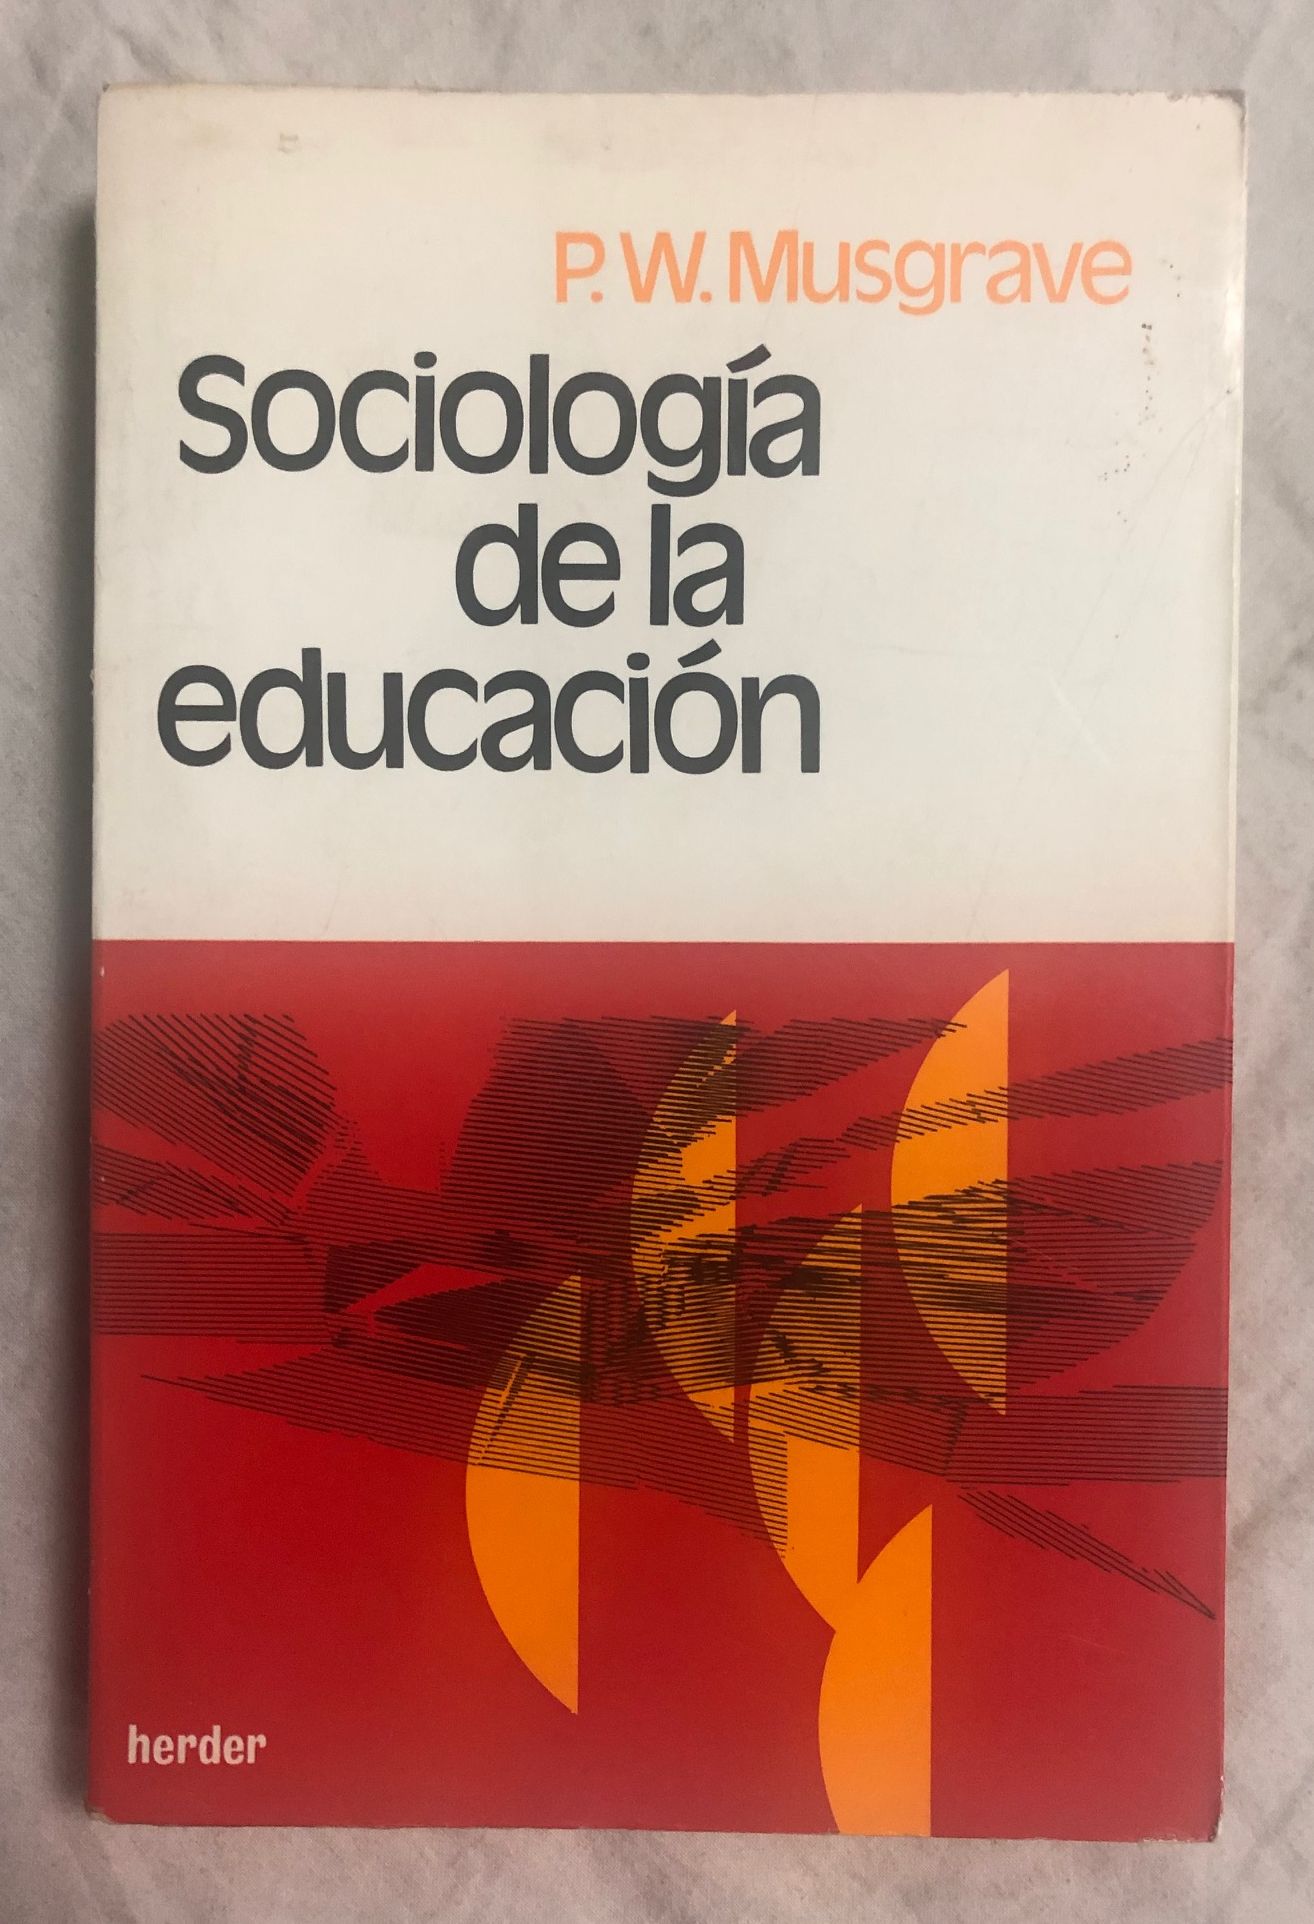 P. W. Musgrave
Sociología
de la
educación
herder